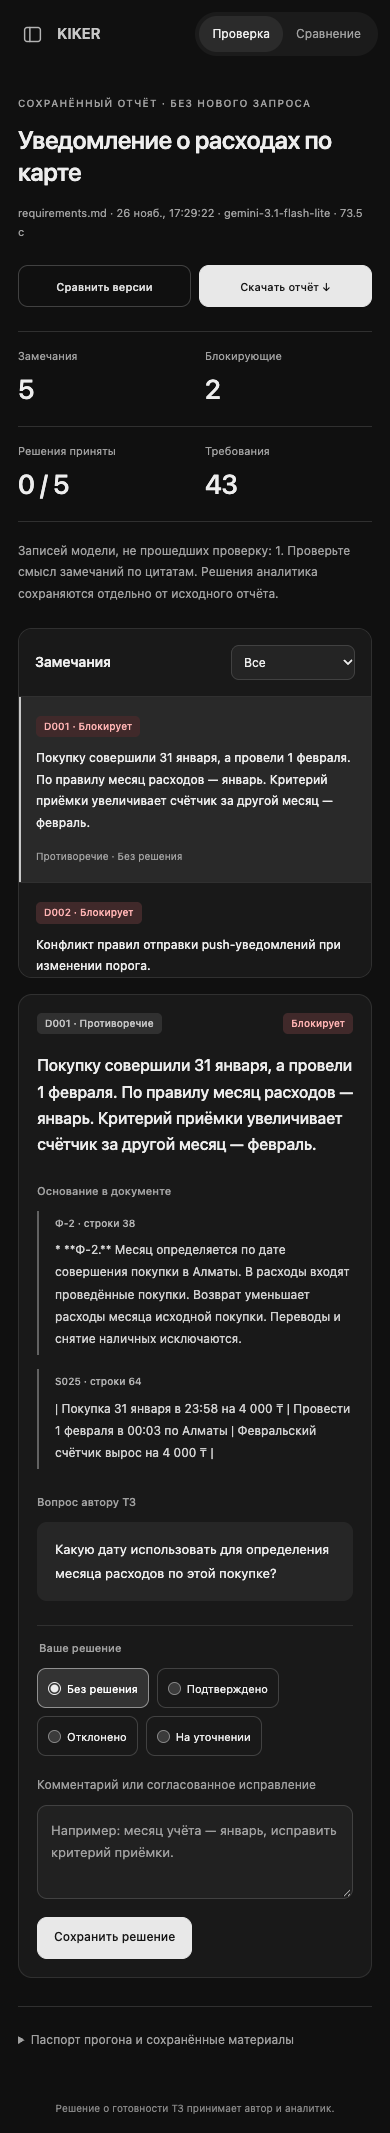 KIKER
Проверка
Сравнение
СОХРАНЁННЫЙ ОТЧЁТ · БЕЗ НОВОГО ЗАПРОСА
Уведомление о расходах по
карте
requirements.md · 26 нояб., 17:29:22 · gemini-3.1-flash-lite · 73.5
с
Сравнить версии
Скачать отчёт ↓
Замечания
Блокирующие
5
2
Решения приняты
Требования
0 / 5
43
Записей модели, не прошедших проверку: 1. Проверьте
смысл замечаний по цитатам. Решения аналитика
сохраняются отдельно от исходного отчёта.
Замечания
Все
D001 · Блокирует
Покупку совершили 31 января, а провели 1 февраля.
По правилу месяц расходов — январь. Критерий
приёмки увеличивает счётчик за другой месяц —
февраль.
Противоречие · Без решения
D002 · Блокирует
Конфликт правил отправки push-уведомлений при
изменении порога.
D001 · Противоречие
Блокирует
Покупку совершили 31 января, а провели
1 февраля. По правилу месяц расходов —
январь. Критерий приёмки увеличивает
счётчик за другой месяц — февраль.
Основание в документе
Ф-2 · строки 38
* **Ф-2.** Месяц определяется по дате
совершения покупки в Алматы. В расходы входят
проведённые покупки. Возврат уменьшает
расходы месяца исходной покупки. Переводы и
снятие наличных исключаются.
S025 · строки 64
| Покупка 31 января в 23:58 на 4 000 ₸ | Провести
1 февраля в 00:03 по Алматы | Февральский
счётчик вырос на 4 000 ₸ |
Вопрос автору ТЗ
Какую дату использовать для определения
месяца расходов по этой покупке?
Ваше решение
Без решения
Подтверждено
Отклонено
На уточнении
Комментарий или согласованное исправление
Например: месяц учёта — январь, исправить
критерий приёмки.
Сохранить решение
▶ Паспорт прогона и сохранённые материалы
Решение о готовности ТЗ принимает автор и аналитик.